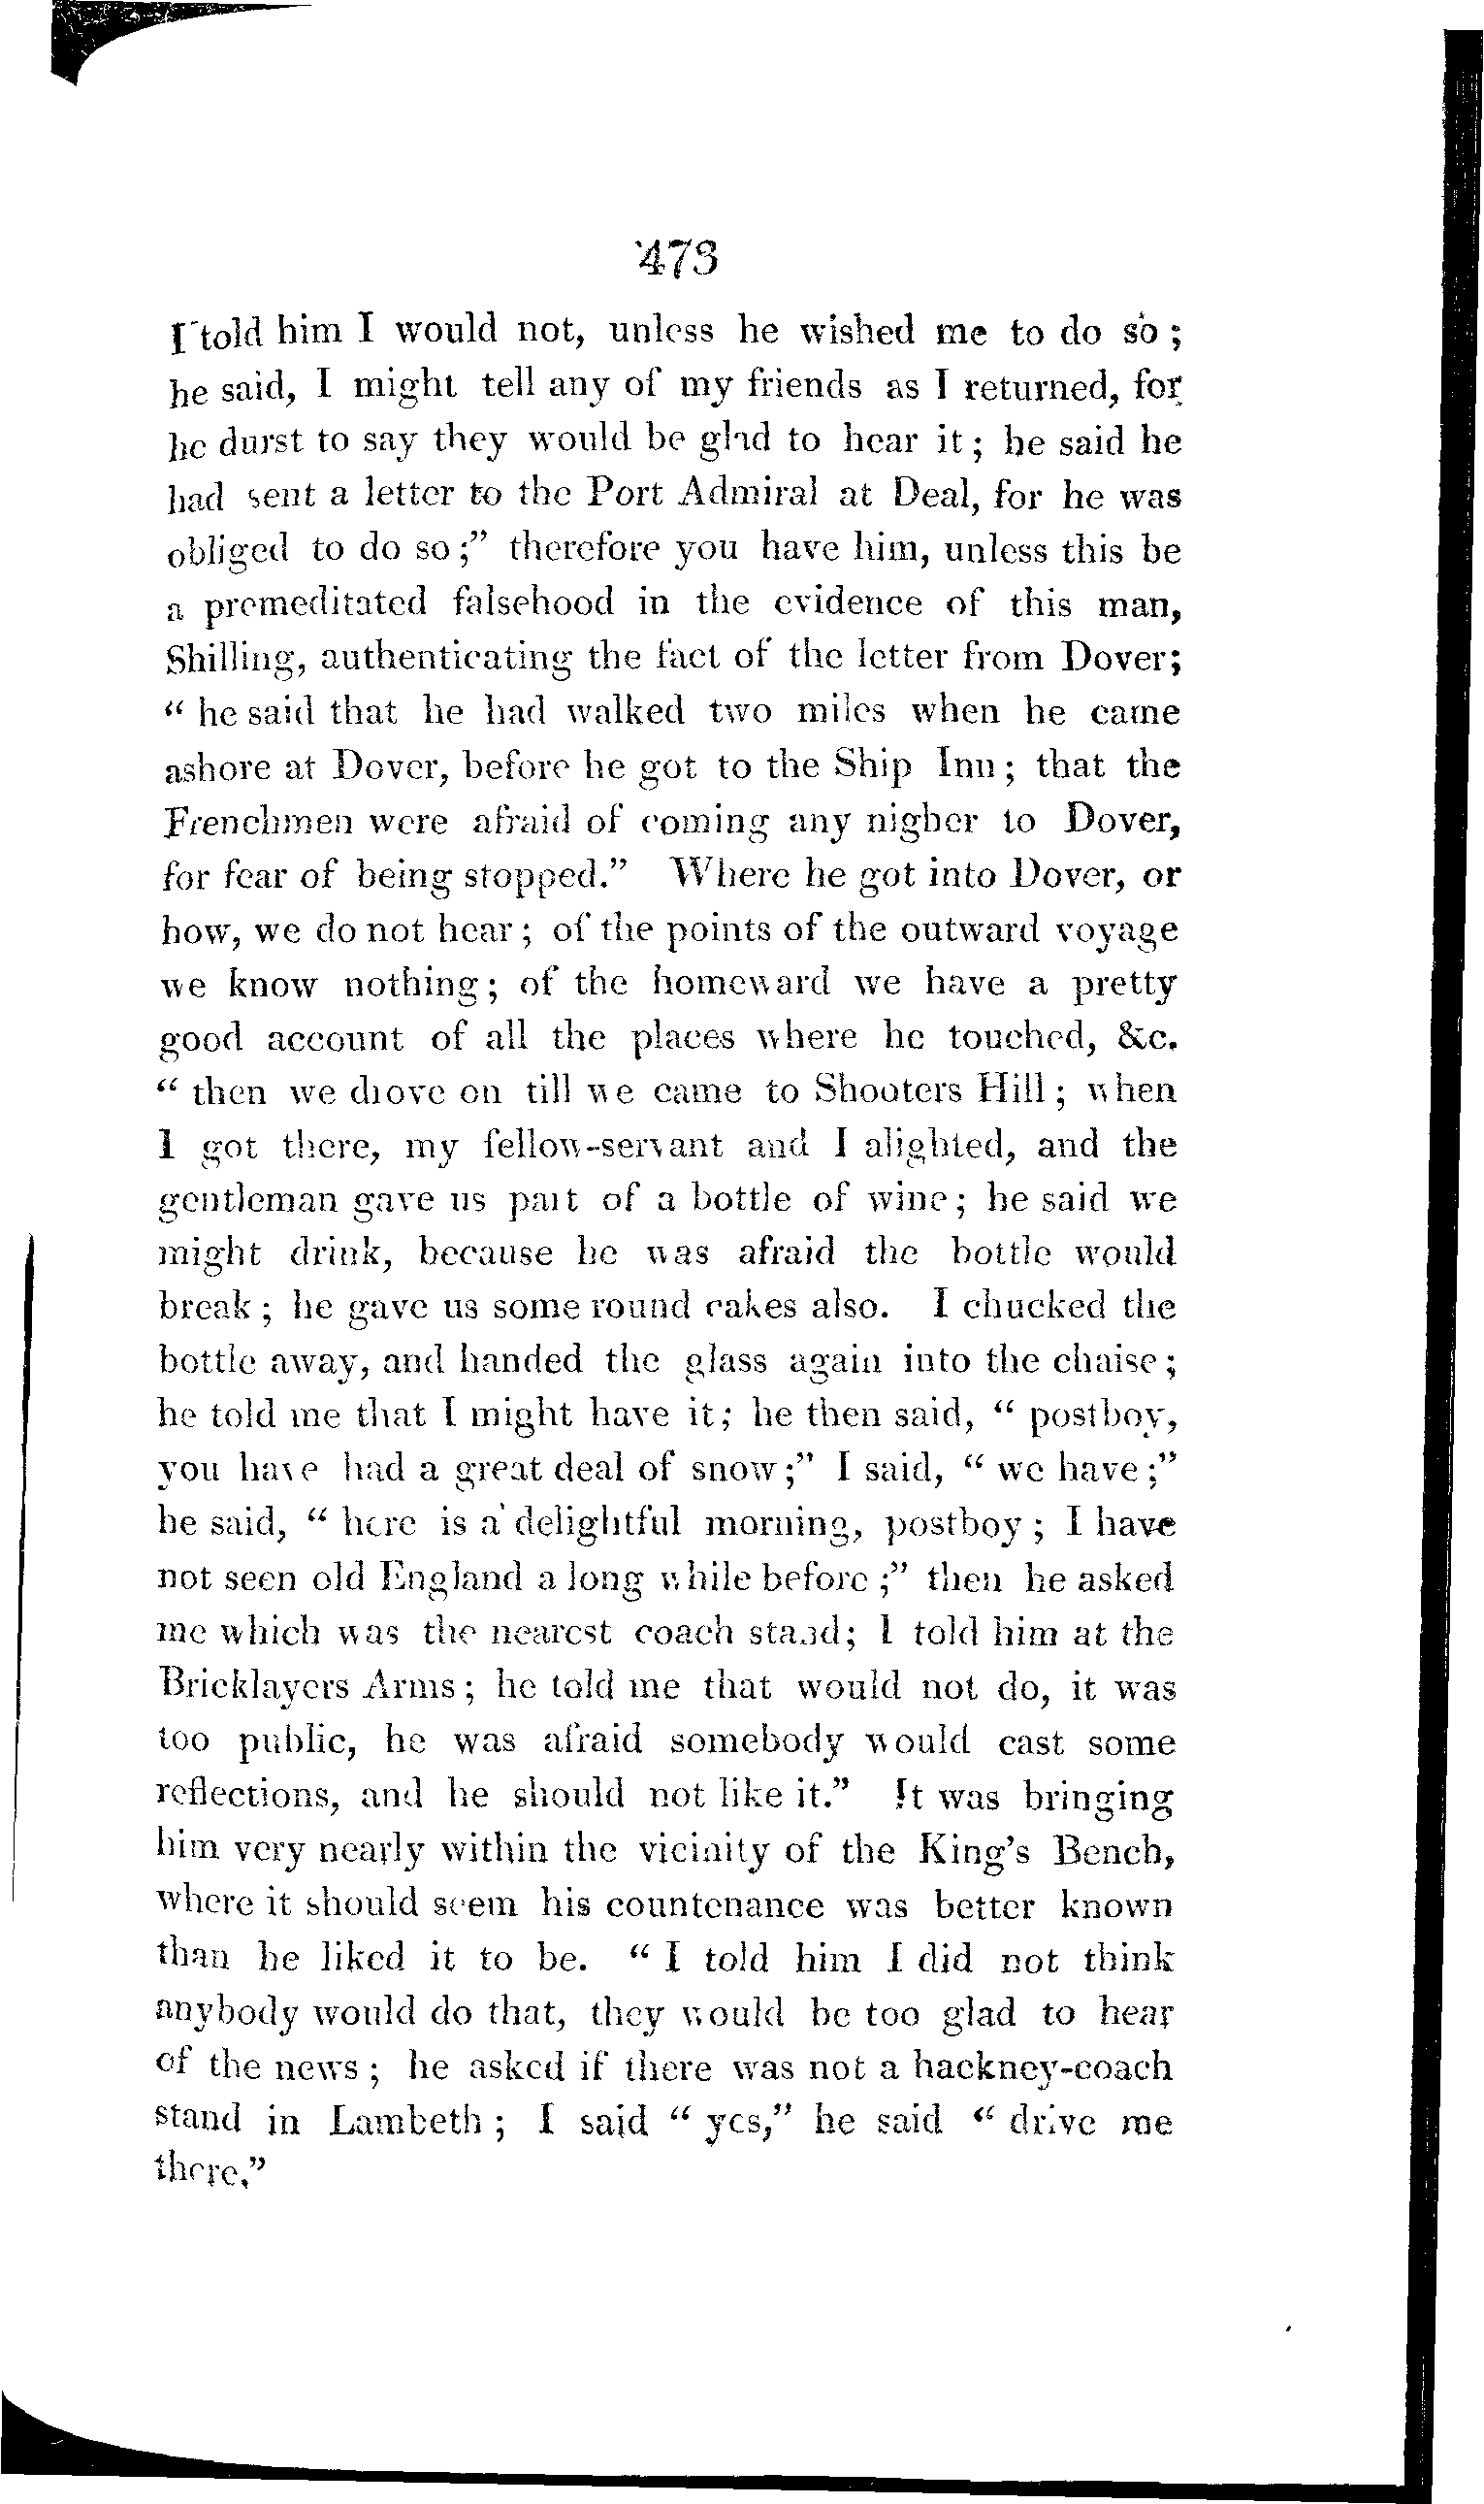 473
I told him I would not, unless he wished me to do so ;
he said, I might tell any of my friends as I returned, for
he durst to say they would be glad to hear it ; he said he
had sent a letter to the Port Admiral at Deal, for he was
obliged to do so ;” therefore you have him, unless this be
a premeditated falsehood in the evidence of this man,
Shilling, authenticating the fact of the letter from Dover;
“ he said that he had walked two miles when he came
ashore at Dover, before he got to the Ship Inn ; that the
Frenchmen were afraid of coming any nigher to Dover,
for fear of being stopped.” Where he got into Dover, or
how, we do not hear ; of the points of the outward voyage
we know nothing; of the homeward we have a pretty
good account of all the places where he touched, &c.
“ then we drove on till we came to Shooters Hill ; when
I got there, my fellow-servant and I alighted, and the
gentleman gave us part of a bottle of wine ; he said we
might drink, because he was afraid the bottle would
break ; he gave us some round cakes also. I chucked the
bottle away, and handed the glass again into the chaise ;
he told me that I might have it ; he then said, “ postboy,
you have had a great deal of snow ;” I said, “ we have ;”
he said, “ here is a delightful morning, postboy ; I have
not seen old England a long while before ;” then he asked
me which was the nearest coach stand; I told him at the
Bricklayers Arms ; he told me that would not do, it was
too public, he was afraid somebody would cast some
reflections, and he should not like it.” It was bringing
him very nearly within the vicinity of the King’s Bench,
where it should seem his countenance was better known
than he liked it to be. “ I told him I did not think
anybody would do that, they would be too glad to hear
of the news ; he asked if there was not a hackney-coach
stand in Lambeth ; I said “ yes,” he said “ drive me
there.”